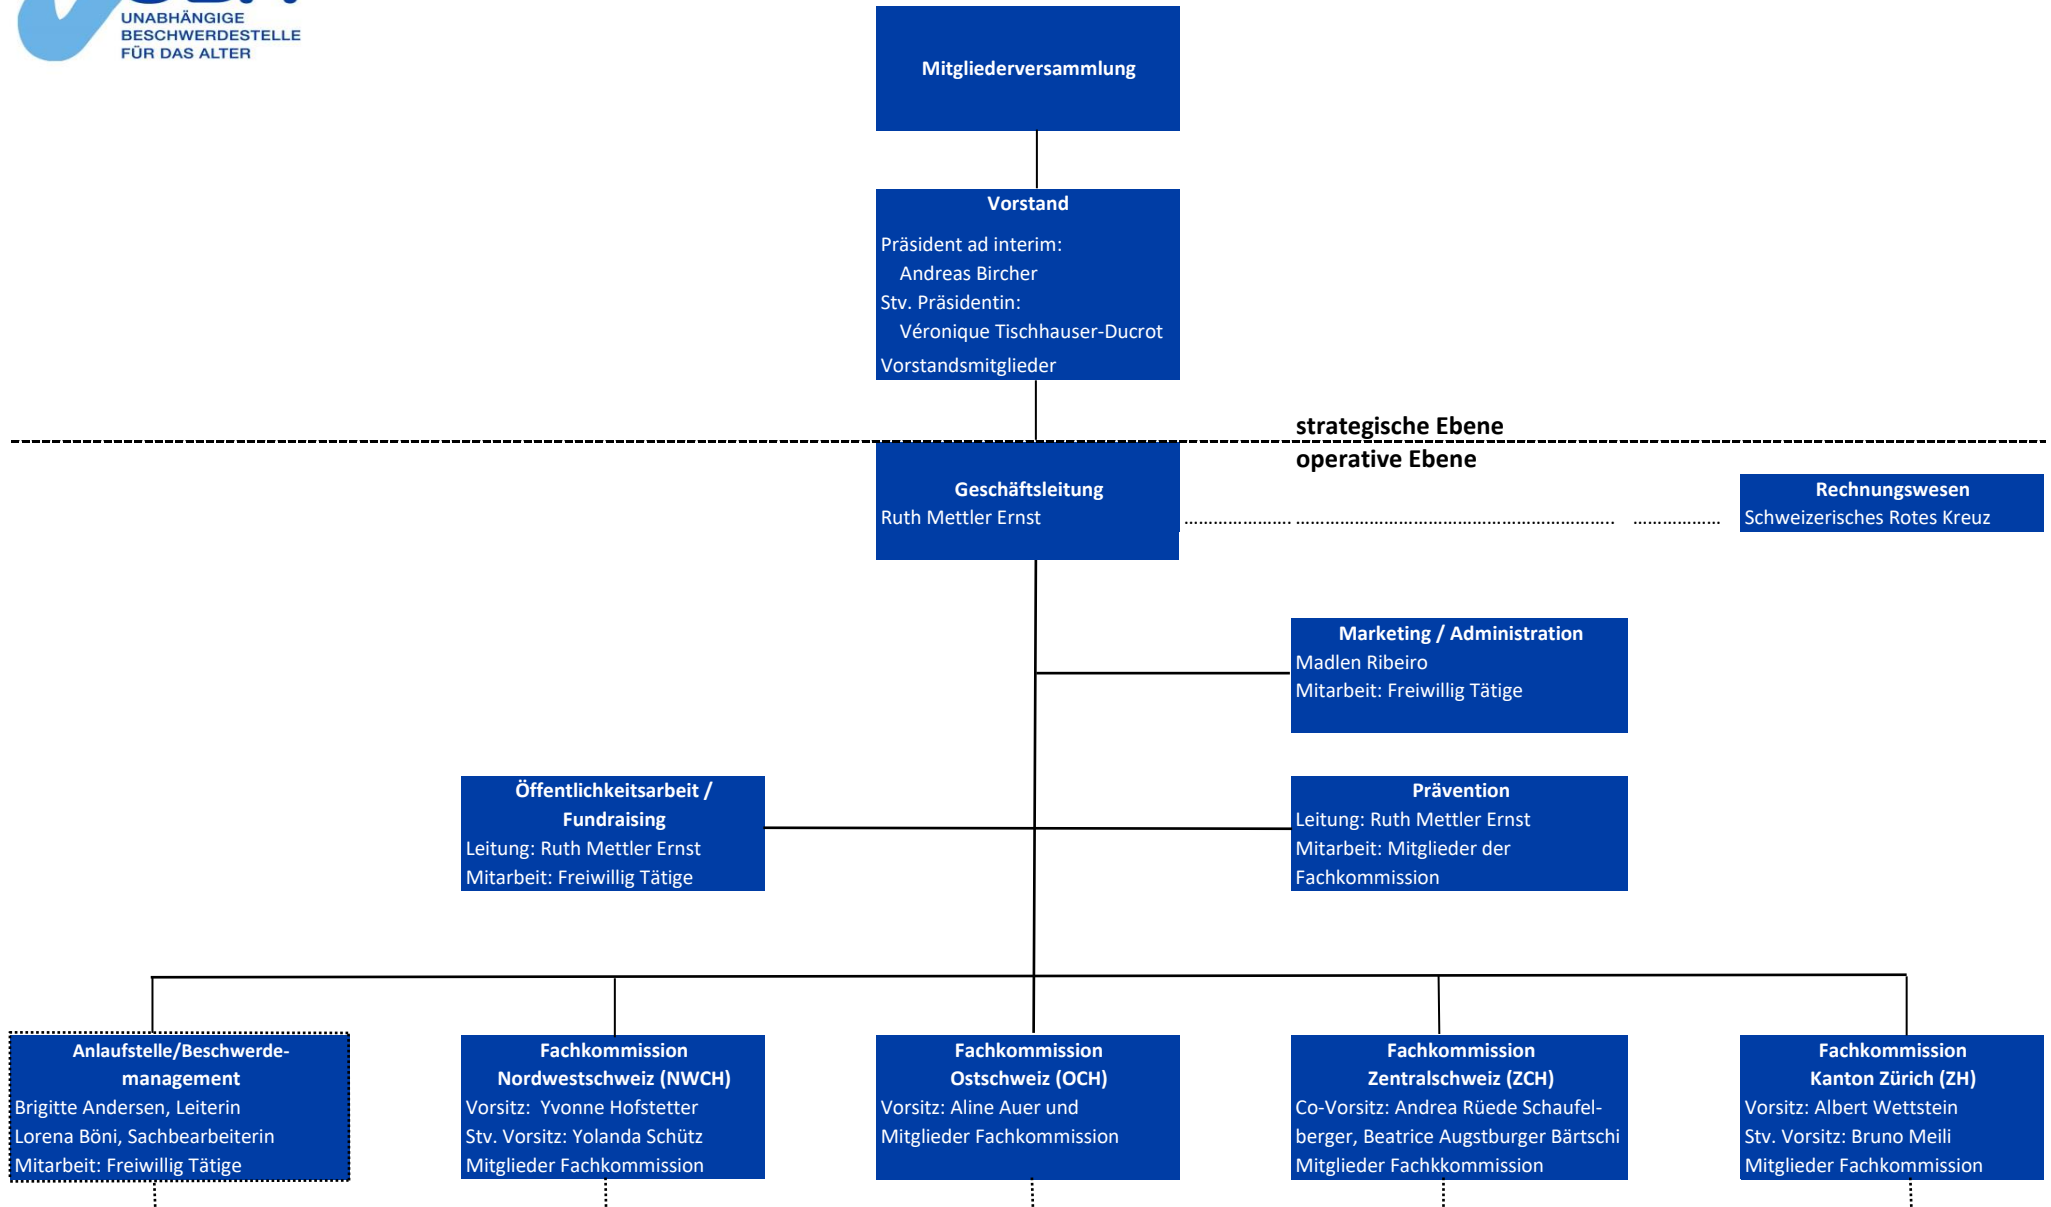 UNABHÄNGIGE
BESCHWERDESTELLE
FÜR DAS ALTER
Mitgliederversammlung
Vorstand
Präsident ad interim:
Andreas Bircher
Stv. Präsidentin:
Véronique Tischhauser-Ducrot
Vorstandsmitglieder
strategische Ebene
operative Ebene
Geschäftsleitung
Ruth Mettler Ernst
Rechnungswesen
Schweizerisches Rotes Kreuz
Marketing / Administration
Madlen Ribeiro
Mitarbeit: Freiwillig Tätige
Öffentlichkeitsarbeit /
Fundraising
Leitung: Ruth Mettler Ernst
Mitarbeit: Freiwillig Tätige
Prävention
Leitung: Ruth Mettler Ernst
Mitarbeit: Mitglieder der
Fachkommission
Anlaufstelle/Beschwerde-
management
Brigitte Andersen, Leiterin
Lorena Böni, Sachbearbeiterin
Mitarbeit: Freiwillig Tätige
Fachkommission
Nordwestschweiz (NWCH)
Vorsitz:  Yvonne Hofstetter
Stv. Vorsitz: Yolanda Schütz
Mitglieder Fachkommission
Fachkommission
Ostschweiz (OCH)
Vorsitz: Aline Auer und
Mitglieder Fachkommission
Fachkommission
Zentralschweiz (ZCH)
Co-Vorsitz: Andrea Rüede Schaufel-
berger, Beatrice Augstburger Bärtschi
Mitglieder Fachkkommission
Fachkommission
Kanton Zürich (ZH)
Vorsitz: Albert Wettstein
Stv. Vorsitz: Bruno Meili
Mitglieder Fachkommission